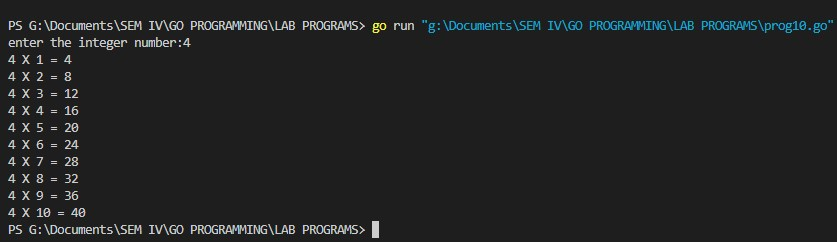 PS G:\Documents\SEM IV\GO PROGRAMMING\LAB PROGRAMS> go run "g:\Documents\SEM IV\GO PROGRAMMING\LAB PROGRAMS\prog10.go"
enter the integer number:4
4 X 1 = 4
4 X 2 = 8
4 X 3 = 12
4 X 4 = 16
4 X 5 = 20
4 X 6 = 24
4 X 7 = 28
4 X 8 = 32
4 X 9 = 36
4 X 10 = 40
PS G:\Documents\SEM IV\GO PROGRAMMING\LAB PROGRAMS>